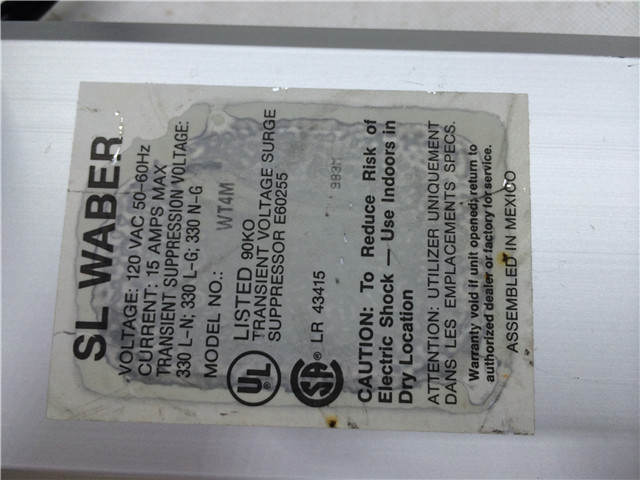 SL WABER
VOLTAGE: 120 VAC 50-60Hz
CURRENT: 15 AMPS MAX
TRANSIENT SUPPRESSION VOLTAGE:
330 L-N; 330 L-G; 330 N-G
MODEL NO.: WT4M
UL LISTED 90KO
TRANSIENT VOLTAGE SURGE
SUPPRESSOR E60255
SA ® LR 43415
CAUTION: To Reduce Risk of
Electric Shock — Use Indoors in
Dry Location
ATTENTION: UTILIZER UNIQUEMENT
DANS LES EMPLACEMENTS SPECS.
Warranty void if unit opened; return to
authorized dealer or factory for service.
ASSEMBLED IN MEXICO